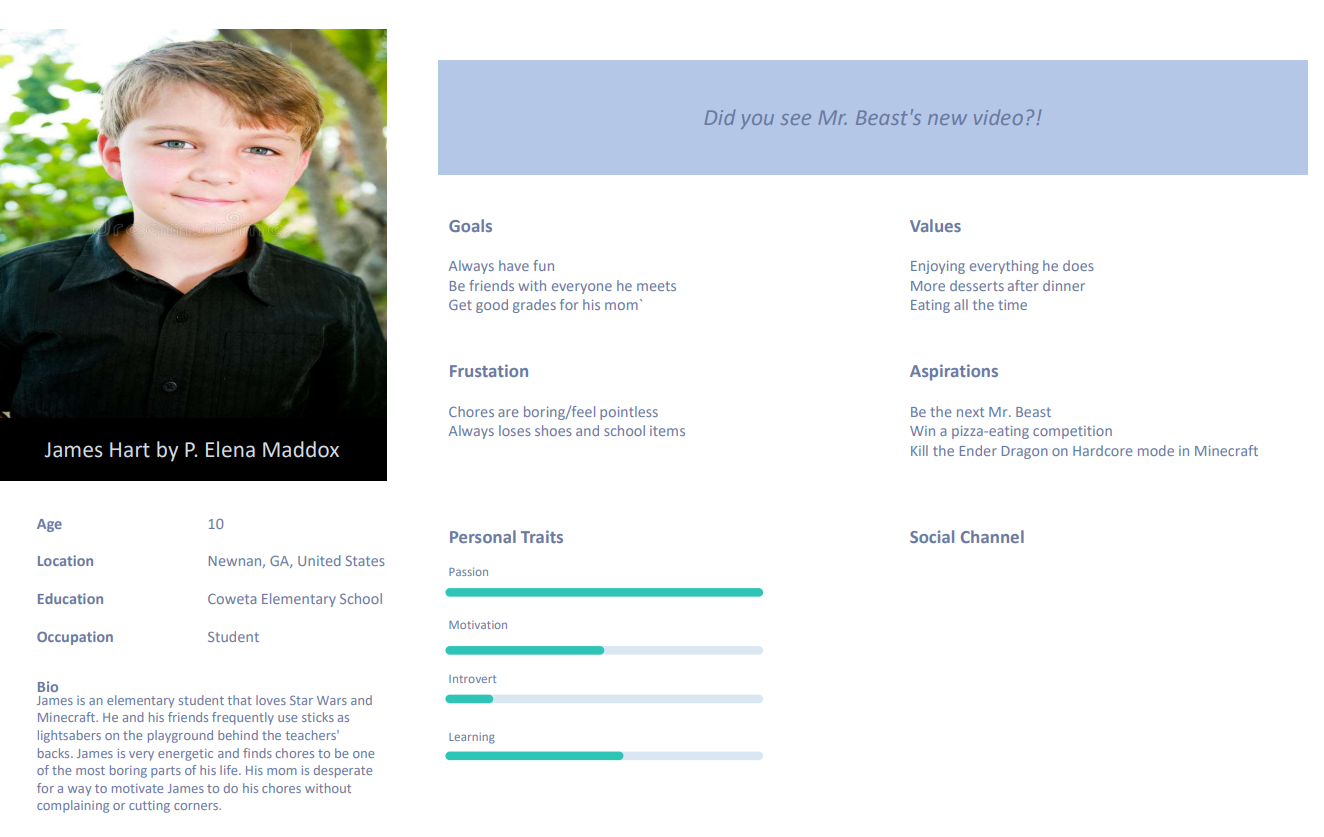 Did you see Mr. Beast's new video?!
dreamstime
James Hart by P. Elena Maddox
Age 10
Location Newnan, GA, United States
Education Coweta Elementary School
Occupation Student
Bio
James is an elementary student that loves Star Wars and
Minecraft. He and his friends frequently use sticks as
lightsabers on the playground behind the teachers'
backs. James is very energetic and finds chores to be one
of the most boring parts of his life. His mom is desperate
for a way to motivate James to do his chores without
complaining or cutting corners.
Goals
Always have fun
Be friends with everyone he meets
Get good grades for his mom`
Values
Enjoying everything he does
More desserts after dinner
Eating all the time
Frustation
Chores are boring/feel pointless
Always loses shoes and school items
Aspirations
Be the next Mr. Beast
Win a pizza-eating competition
Kill the Ender Dragon on Hardcore mode in Minecraft
Personal Traits
Passion
Motivation
Introvert
Learning
Social Channel